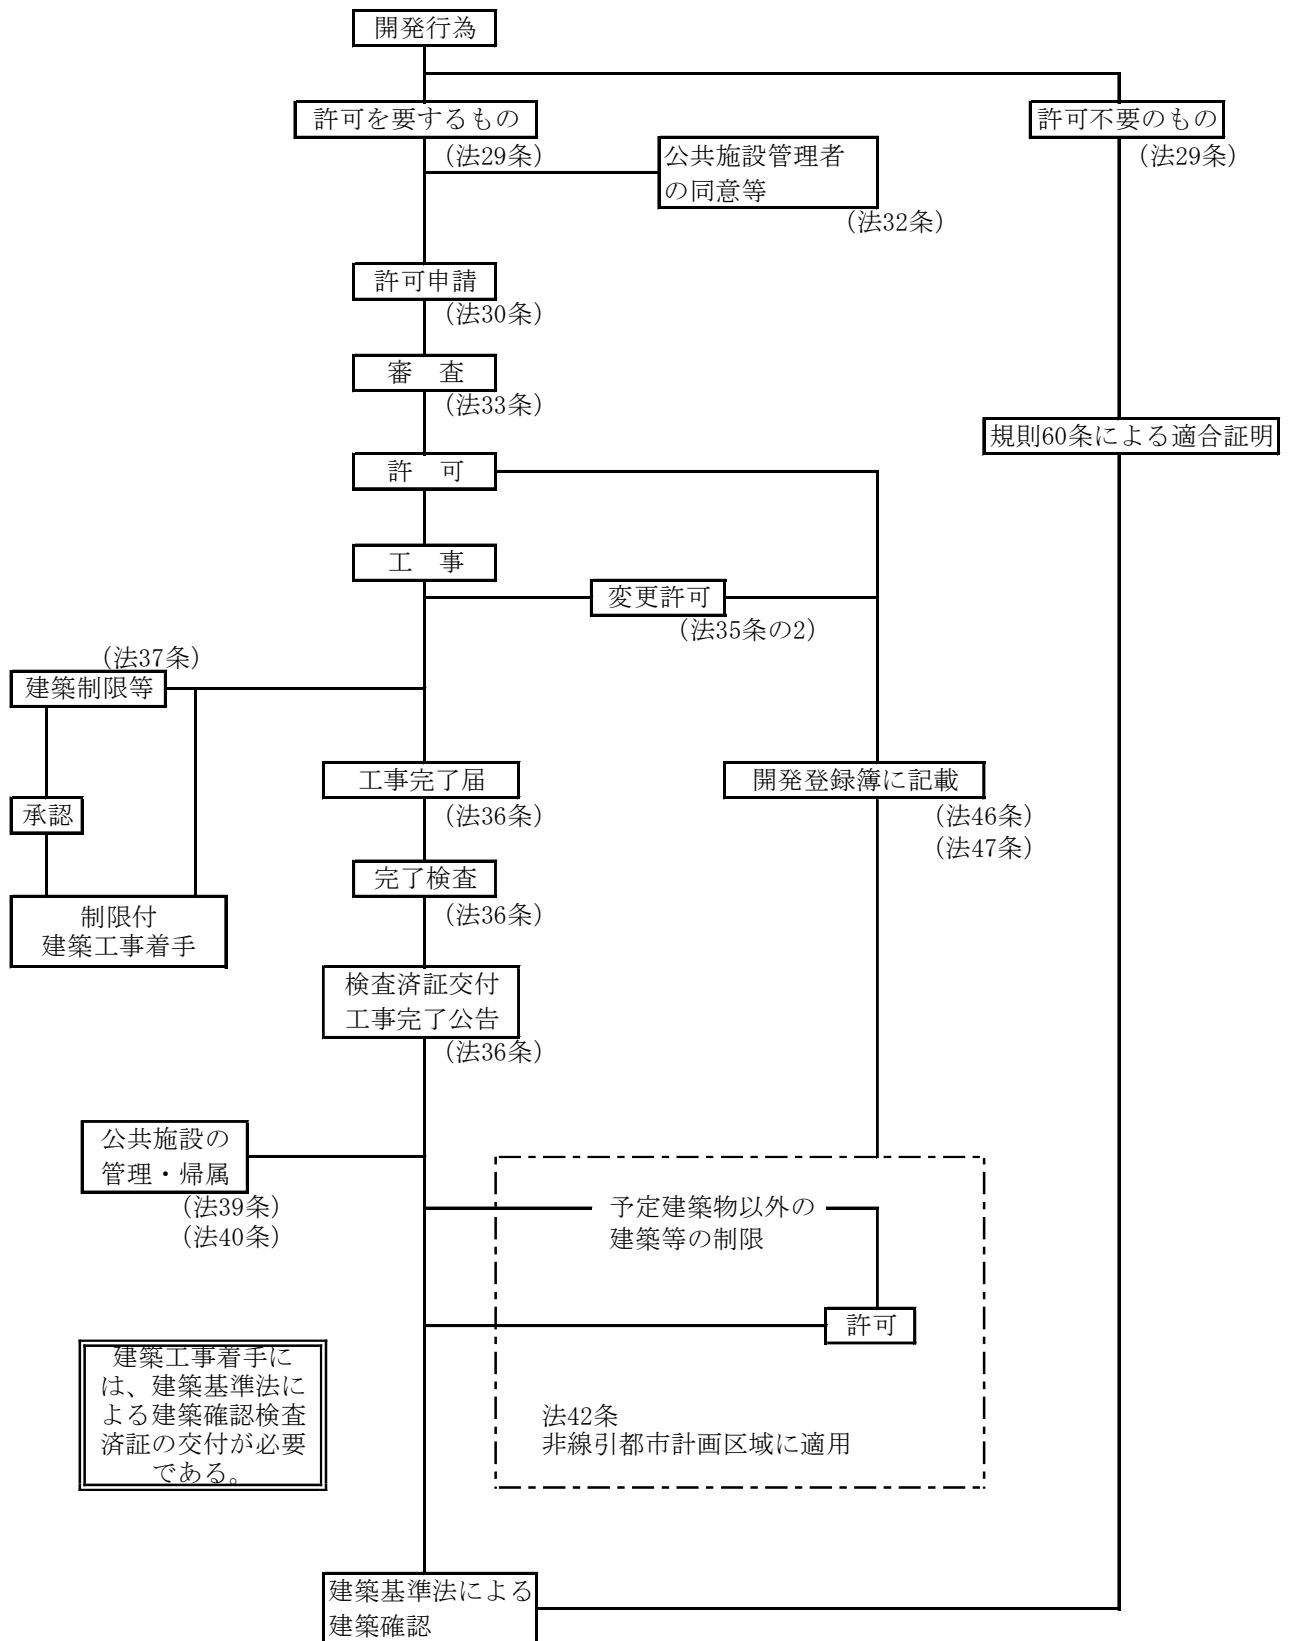 開発行為
許可を要するもの
(法29条)
許可不要のもの
(法29条)
公共施設管理者
の同意等
(法32条)
許可申請
(法30条)
審　査
(法33条)
規則60条による適合証明
許　可
工　事
変更許可
(法35条の2)
(法37条)
建築制限等
承認
制限付
建築工事着手
工事完了届
(法36条)
開発登録簿に記載
(法46条)
(法47条)
完了検査
(法36条)
検査済証交付
工事完了公告
(法36条)
公共施設の
管理・帰属
(法39条)
(法40条)
予定建築物以外の
建築等の制限
許可
法42条
非線引都市計画区域に適用
建築工事着手に
は、建築基準法に
よる建築確認検査
済証の交付が必要
である。
建築基準法による
建築確認